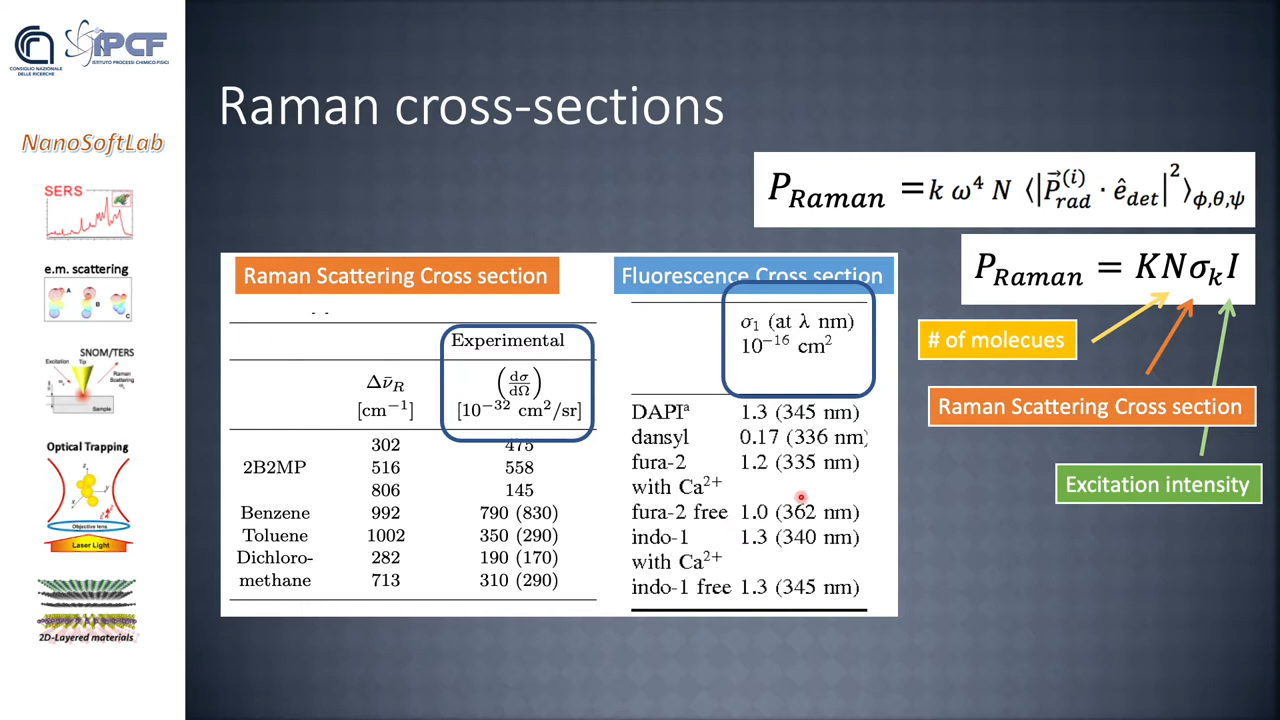 CONSIGLIO NAZIONALE
DELLE RICERCHE
IPCF
ISTITUTO PROCESSI CHIMICO-FISICI
NanoSoftLab
SERS
e.m. scattering
A
B
C
SNOM/TERS
Excitation
Tip
Raman
Scattering
Sample
Optical Trapping
z
y
x
Objective lens
Laser Light
2D-Layered materials
Raman cross-sections
P_Raman = k ω⁴ N ⟨|P⃗_rad^(i) · ê_det|²⟩_ϕ,θ,ψ
P_Raman = KNσ_k I
# of molecues
Raman Scattering Cross section
Excitation intensity
Raman Scattering Cross section
Experimental
Δν̄_R (dσ/dΩ)
[cm⁻¹] [10⁻³² cm²/sr]
302 475
2B2MP 516 558
806 145
Benzene 992 790 (830)
Toluene 1002 350 (290)
Dichloro- 282 190 (170)
methane 713 310 (290)
Fluorescence Cross section
σ₁ (at λ nm)
10⁻¹⁶ cm²
DAPIᵃ 1.3 (345 nm)
dansyl 0.17 (336 nm)
fura-2 1.2 (335 nm)
with Ca²⁺
fura-2 free 1.0 (362 nm)
indo-1 1.3 (340 nm)
with Ca²⁺
indo-1 free 1.3 (345 nm)